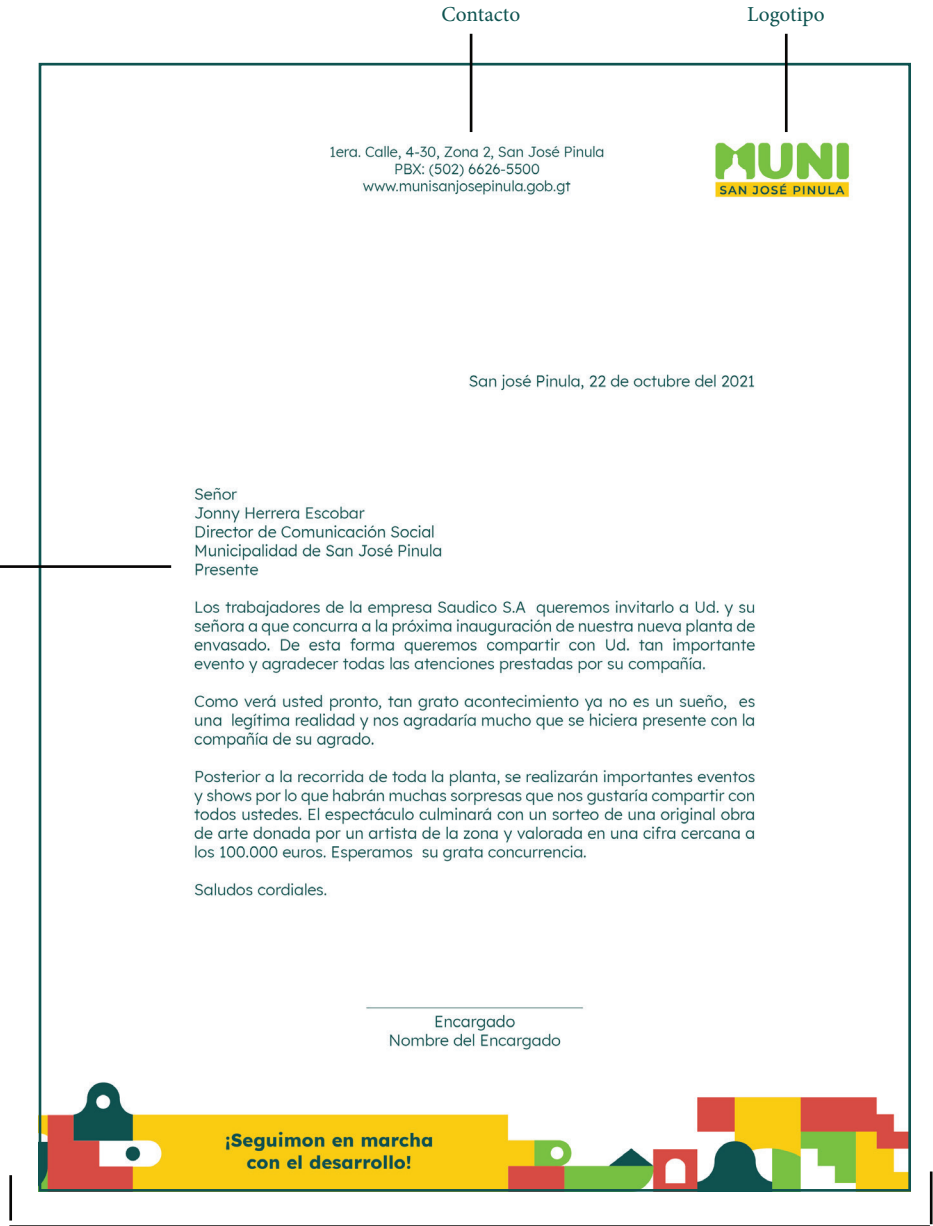 Contacto
Logotipo
1era. Calle, 4-30, Zona 2, San José Pinula
PBX: (502) 6626-5500
www.munisanjosepinula.gob.gt
MUNI
SAN JOSÉ PINULA
San josé Pinula, 22 de octubre del 2021
Señor
Jonny Herrera Escobar
Director de Comunicación Social
Municipalidad de San José Pinula
Presente
Los trabajadores de la empresa Saudico S.A queremos invitarlo a Ud. y su
señora a que concurra a la próxima inauguración de nuestra nueva planta de
envasado. De esta forma queremos compartir con Ud. tan importante
evento y agradecer todas las atenciones prestadas por su compañía.
Como verá usted pronto, tan grato acontecimiento ya no es un sueño, es
una legítima realidad y nos agradaría mucho que se hiciera presente con la
compañía de su agrado.
Posterior a la recorrida de toda la planta, se realizarán importantes eventos
y shows por lo que habrán muchas sorpresas que nos gustaría compartir con
todos ustedes. El espectáculo culminará con un sorteo de una original obra
de arte donada por un artista de la zona y valorada en una cifra cercana a
los 100.000 euros. Esperamos su grata concurrencia.
Saludos cordiales.
Encargado
Nombre del Encargado
¡Seguimon en marcha
con el desarrollo!